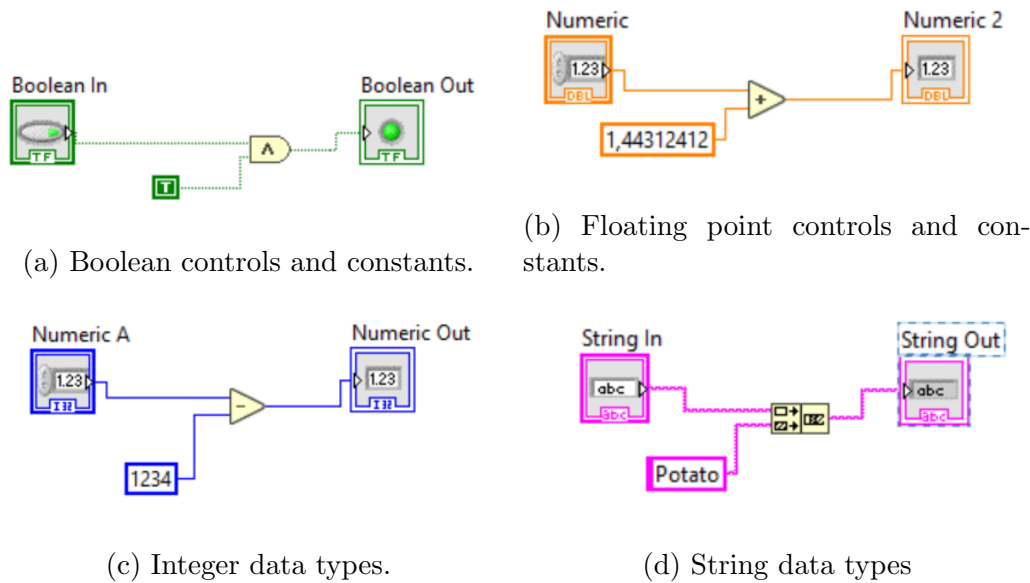 Boolean In
Boolean Out
TF
TF
T
∧
(a) Boolean controls and constants.
Numeric
Numeric 2
1.23
DBL
1.23
DBL
+
1,44312412
(b) Floating point controls and con-
stants.
Numeric A
Numeric Out
1.23
I32
1.23
I32
-
1234
(c) Integer data types.
String In
String Out
abc
abc
abc
abc
Potato
(d) String data types